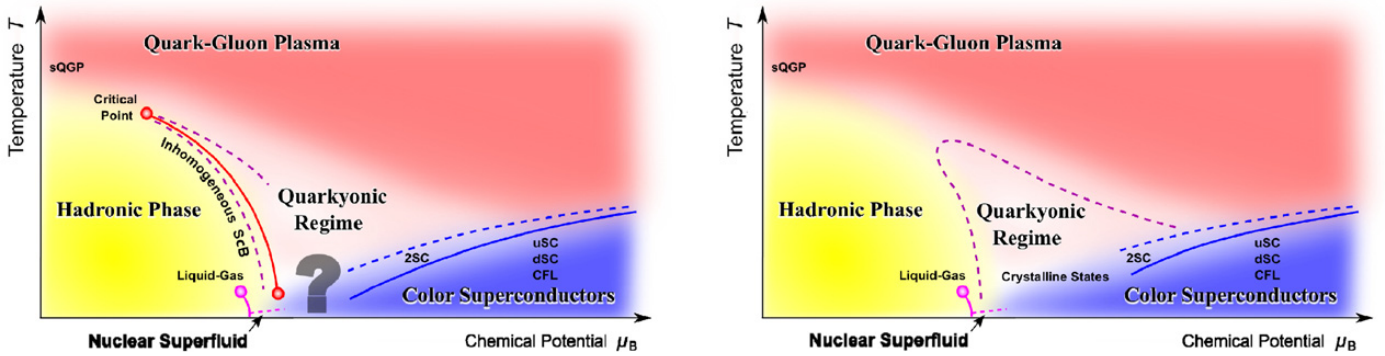 Temperature T
Quark-Gluon Plasma
sQGP
Critical
Point
Inhomogeneous SCB
Hadronic Phase
Quarkyonic
Regime
?
Liquid-Gas
2SC
uSC
dSC
CFL
Color Superconductors
Nuclear Superfluid
Chemical Potential μB
Temperature T
Quark-Gluon Plasma
sQGP
Hadronic Phase
Quarkyonic
Regime
Liquid-Gas
Crystalline States
2SC
uSC
dSC
CFL
Color Superconductors
Nuclear Superfluid
Chemical Potential μB